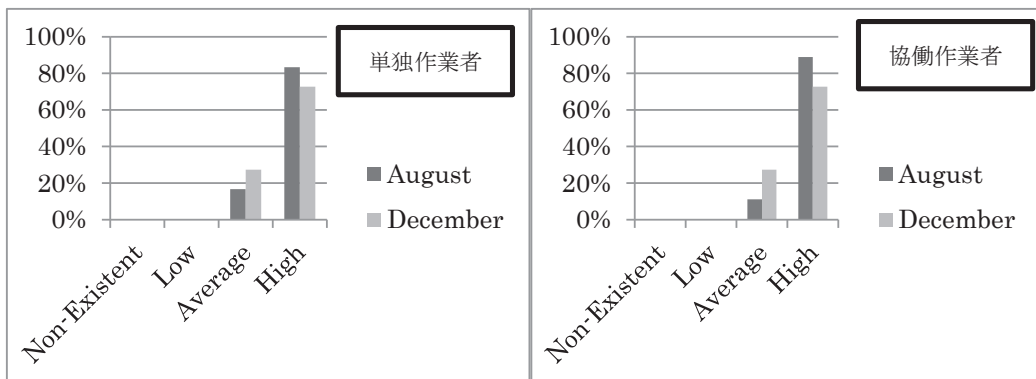 100%
80%
60%
40%
20%
0%
Non-Existent
Low
Average
High
単独作業者
August
December
100%
80%
60%
40%
20%
0%
Non-Existent
Low
Average
High
協働作業者
August
December